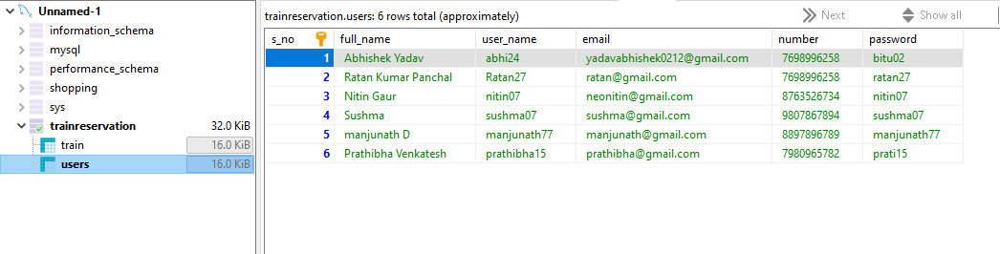 Unnamed-1
information_schema
mysql
performance_schema
shopping
sys
trainreservation 32.0 KiB
train 16.0 KiB
users 16.0 KiB
trainreservation.users: 6 rows total (approximately) Next Show all
s_no full_name user_name email number password
1 Abhishek Yadav abhi24 yadavabhishek0212@gmail.com 7698996258 bitu02
2 Ratan Kumar Panchal Ratan27 ratan@gmail.com 7698996258 ratan27
3 Nitin Gaur nitin07 neonitin@gmail.com 8763526734 nitin07
4 Sushma sushma07 sushma@gmail.com 9807867894 sushma07
5 manjunath D manjunath77 manjunath@gmail.com 8897896789 manjunath77
6 Prathibha Venkatesh prathibha15 prathibha@gmail.com 7980965782 prati15